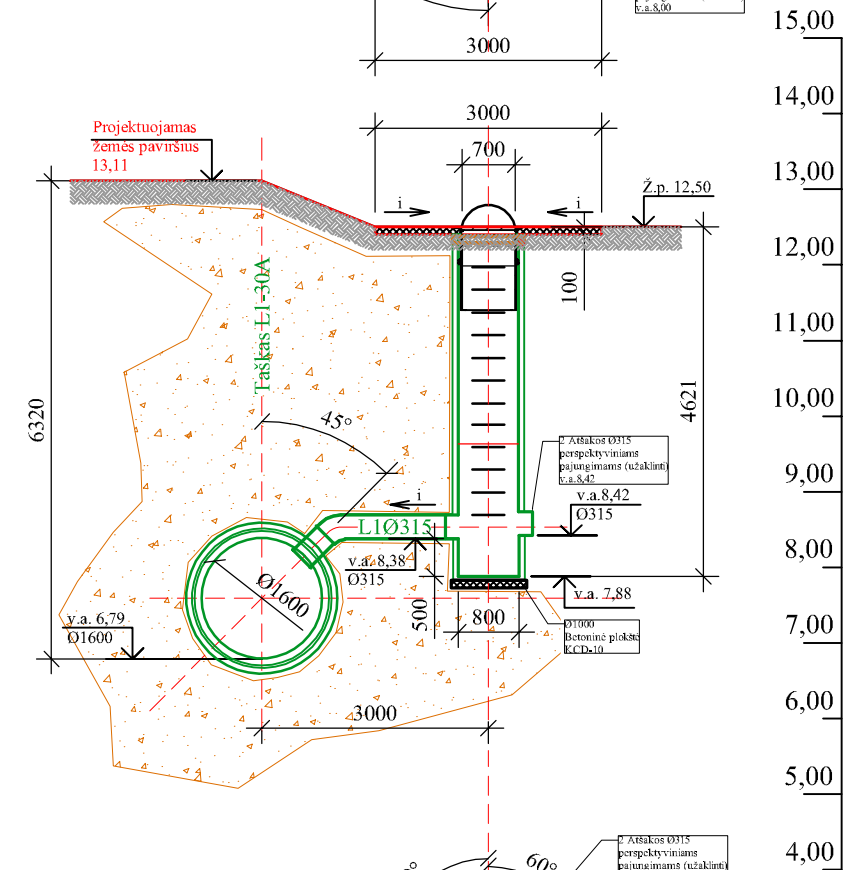 v.a.8,00
15,00
3000
14,00
3000
Projektuojamas
žemės paviršius
13,11
700
13,00
Ž.p. 12,50
i
i
12,00
100
Taškas L1-30A
11,00
6320
4621
10,00
45°
2 Atšakos Ø315
perspektyviniams
pajungimams (užaklinti)
v.a.8,42
9,00
i
v.a.8,42
Ø315
L1Ø315
v.a. 8,38
Ø315
8,00
Ø1600
v.a. 7,88
v.a. 6,79
Ø1600
500
800
Ø1000
Betoninė plokštė
KCD-10
7,00
6,00
3000
5,00
2 Atšakos Ø315
perspektyviniams
pajungimams (užaklinti)
60°
4,00